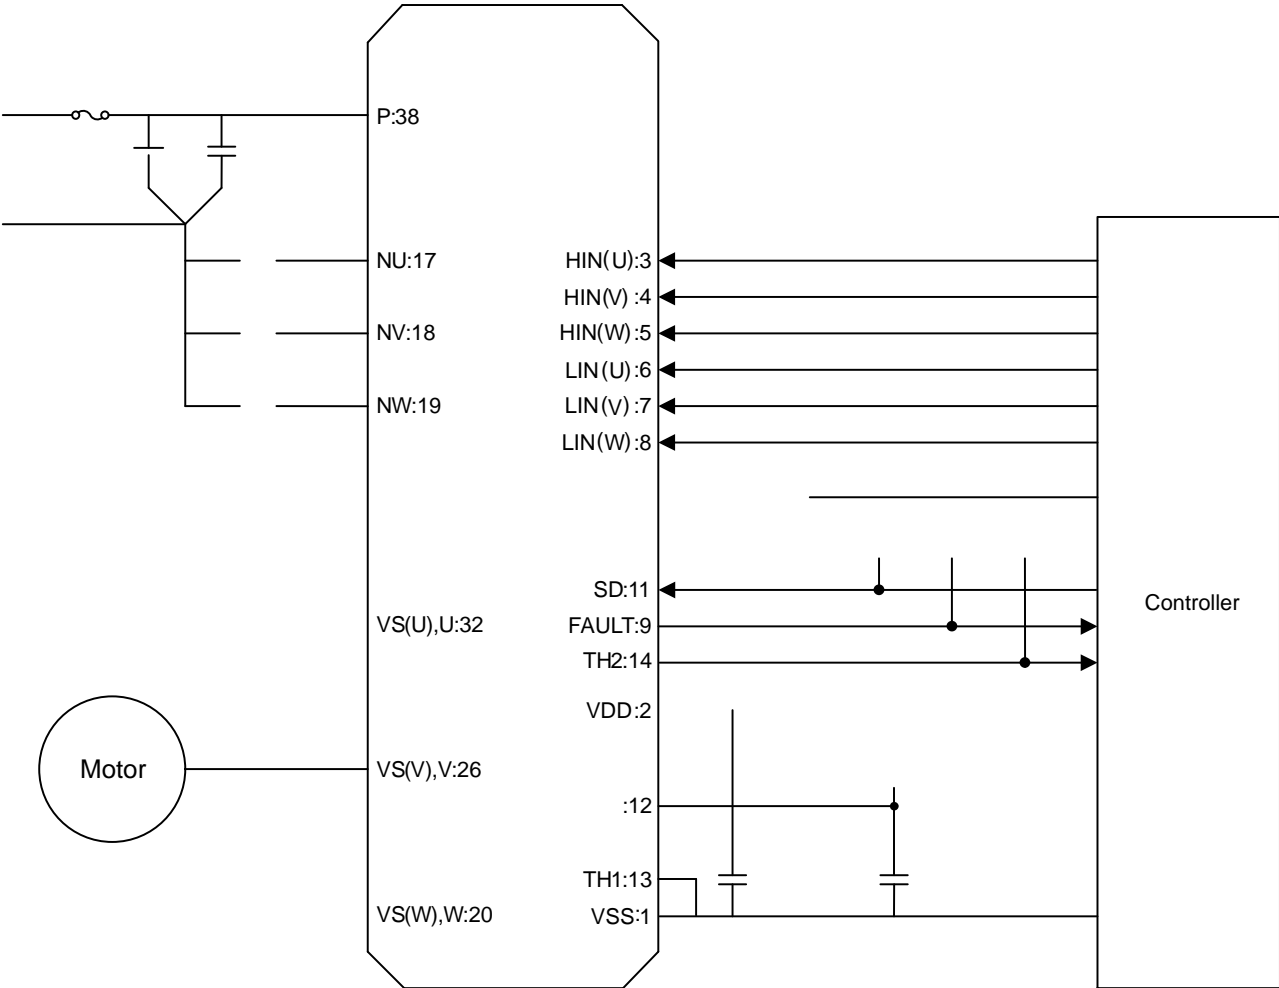 P:38
NU:17
HIN(U):3
HIN(V) :4
NV:18
HIN(W):5
LIN(U):6
NW:19
LIN(V):7
LIN(W):8
SD:11
Controller
VS(U),U:32
FAULT:9
TH2:14
VDD:2
Motor
VS(V),V:26
:12
TH1:13
VS(W),W:20
VSS:1